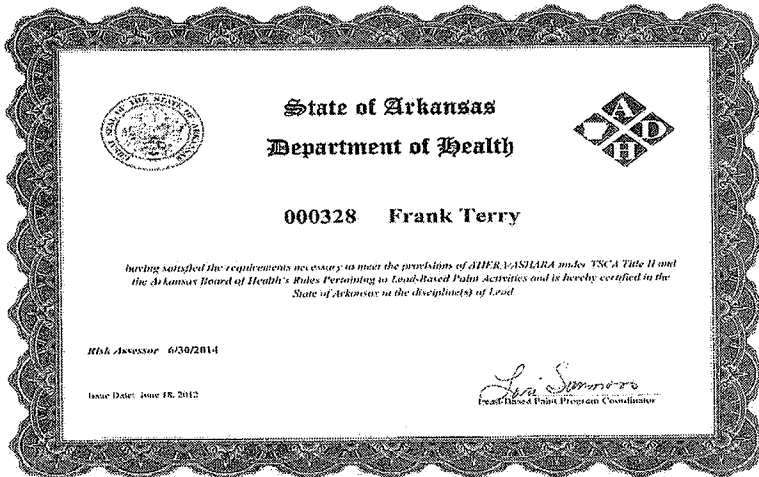 State of Arkansas
Department of Health
A
D
H
000328 Frank Terry
having satisfied the requirements necessary to meet the provisions of AHERA/ASHARA under TSCA Title II and
the Arkansas Board of Health's Rules Pertaining to Lead-Based Paint Activities and is hereby certified in the
State of Arkansas in the discipline(s) of Lead
Risk Assessor 6/30/2014
Issue Date: June 18, 2012
Lead-Based Paint Program Coordinator